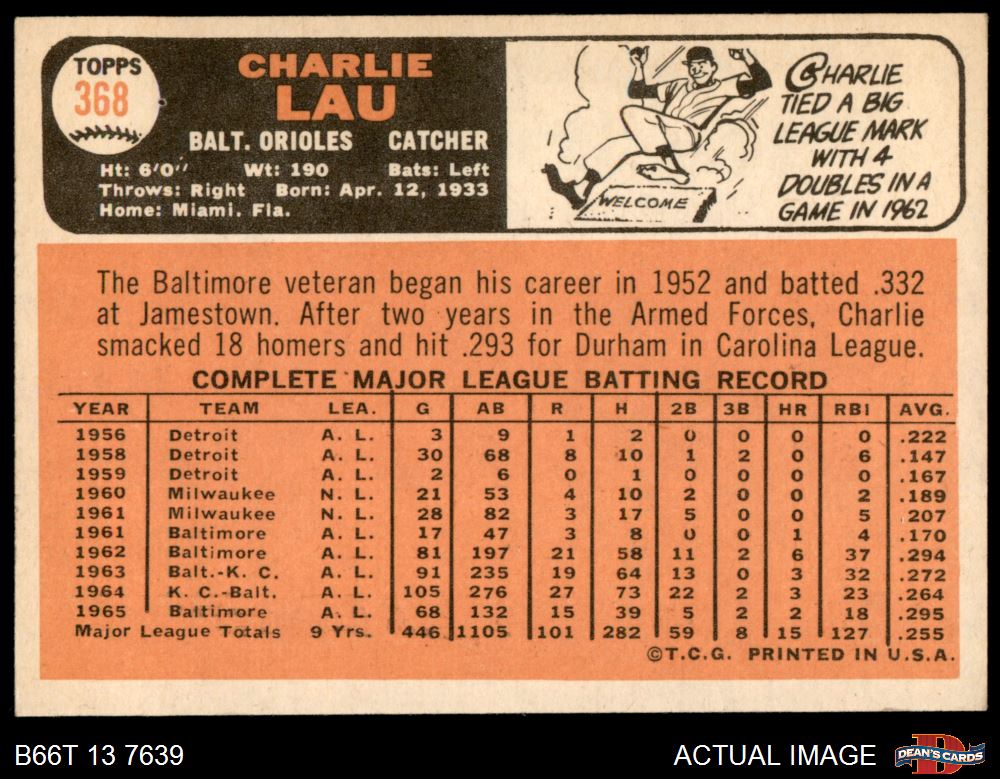 TOPPS
368
CHARLIE
LAU
BALT. ORIOLES CATCHER
Ht: 6'0" Wt: 190 Bats: Left
Throws: Right Born: Apr. 12, 1933
Home: Miami, Fla.
WELCOME
CHARLIE
TIED A BIG
LEAGUE MARK
WITH 4
DOUBLES IN A
GAME IN 1962
The Baltimore veteran began his career in 1952 and batted .332
at Jamestown. After two years in the Armed Forces, Charlie
smacked 18 homers and hit .293 for Durham in Carolina League.
COMPLETE MAJOR LEAGUE BATTING RECORD
YEAR TEAM LEA. G AB R H 2B 3B HR RBI AVG.
1956 Detroit A. L. 3 9 1 2 0 0 0 0 .222
1958 Detroit A. L. 30 68 8 10 1 2 0 6 .147
1959 Detroit A. L. 2 6 0 1 0 0 0 0 .167
1960 Milwaukee N. L. 21 53 4 10 2 0 0 2 .189
1961 Milwaukee N. L. 28 82 3 17 5 0 0 5 .207
1961 Baltimore A. L. 17 47 3 8 0 0 1 4 .170
1962 Baltimore A. L. 81 197 21 58 11 2 6 37 .294
1963 Balt.-K. C. A. L. 91 235 19 64 13 0 3 32 .272
1964 K. C.-Balt. A. L. 105 276 27 73 22 2 3 23 .264
1965 Baltimore A. L. 68 132 15 39 5 2 2 18 .295
Major League Totals 9 Yrs. 446 1105 101 282 59 8 15 127 .255
©T.C.G. PRINTED IN U.S.A.
B66T 13 7639 ACTUAL IMAGE DEAN'S CARDS